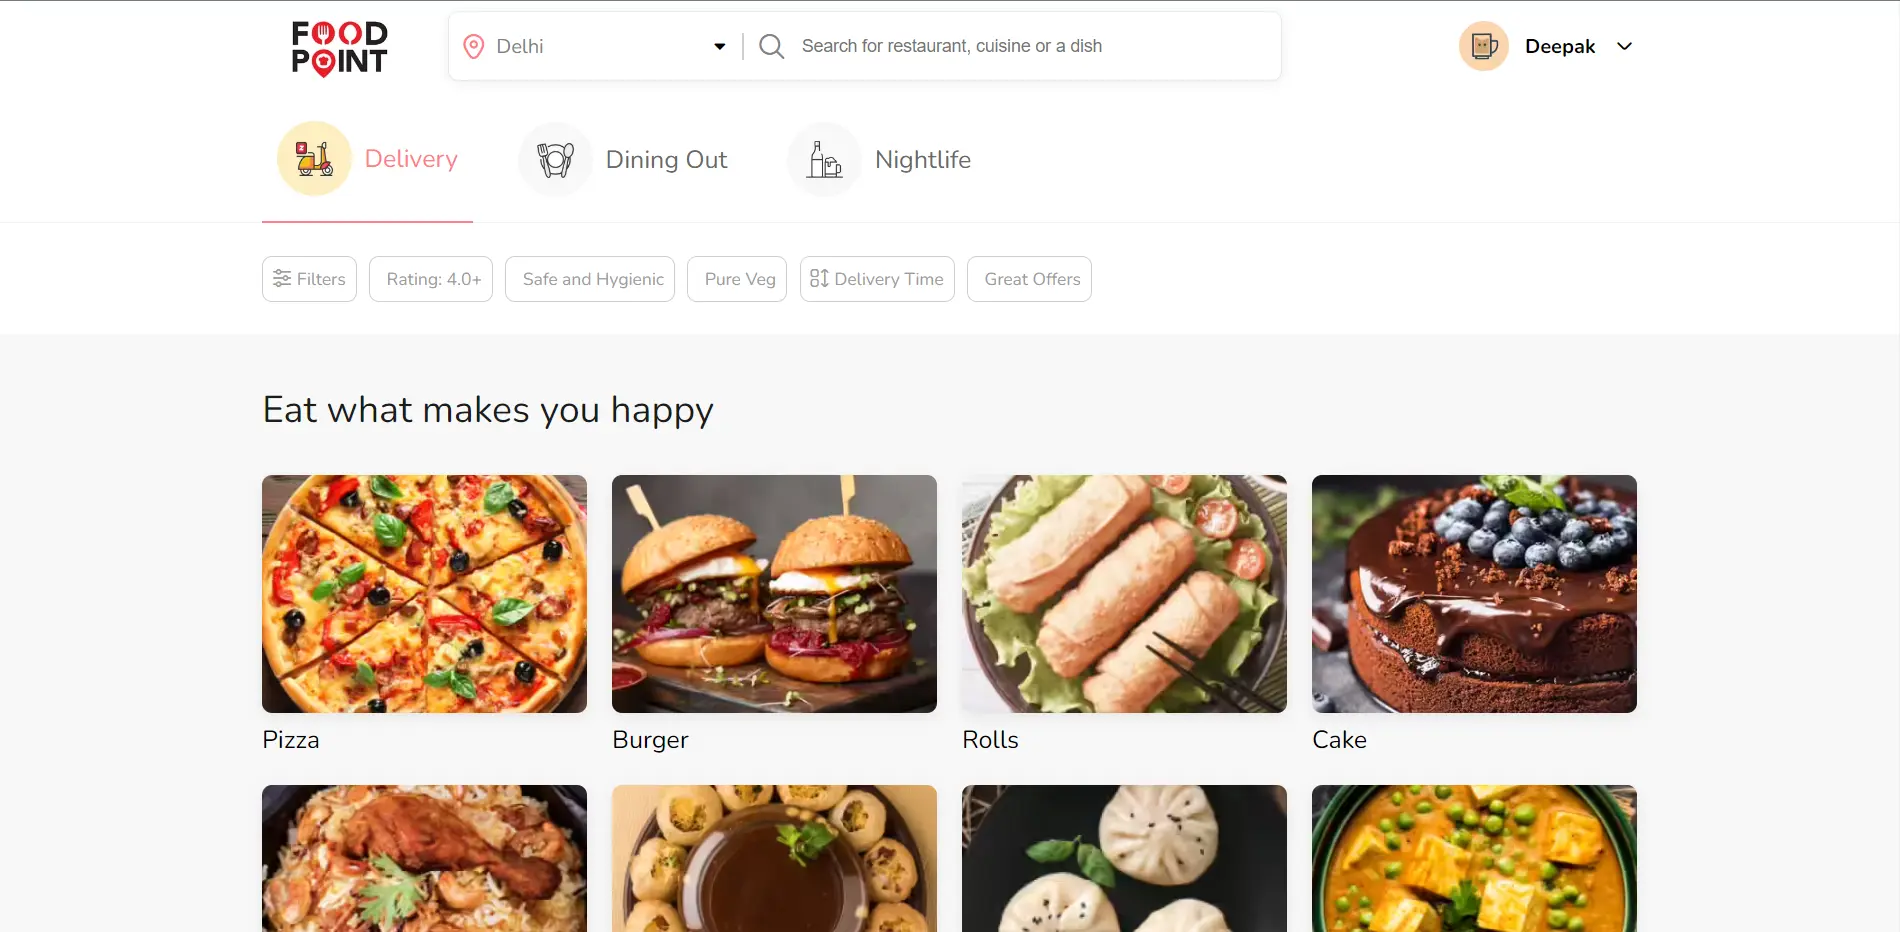 FOOD
POINT
Delhi
Search for restaurant, cuisine or a dish
Deepak
Delivery
Dining Out
Nightlife
Filters
Rating: 4.0+
Safe and Hygienic
Pure Veg
Delivery Time
Great Offers
Eat what makes you happy
Pizza
Burger
Rolls
Cake